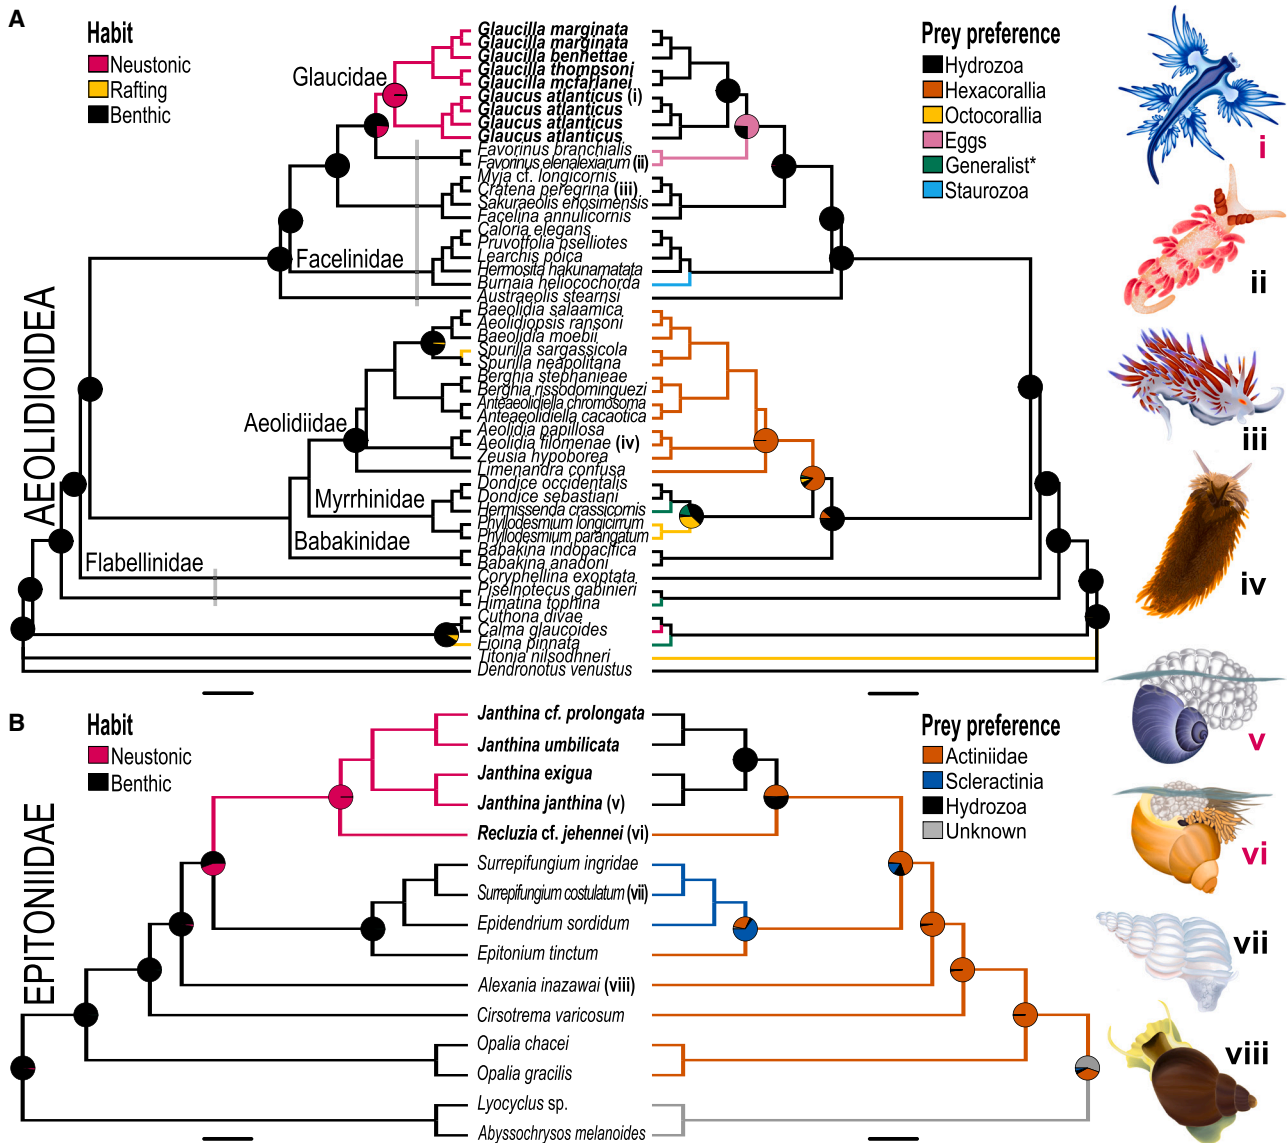 A
Habit
Neustonic
Rafting
Benthic
Prey preference
Hydrozoa
Hexacorallia
Octocorallia
Eggs
Generalist*
Staurozoa
AEOLIDIOIDEA
Glaucidae
Facelinidae
Aeolidiidae
Myrrhinidae
Babakinidae
Flabellinidae
Glaucilla marginata
Glaucilla marginata
Glaucilla bennettae
Glaucilla thompsoni
Glaucilla mcfarlanei
Glaucus atlanticus (i)
Glaucus atlanticus
Glaucus atlanticus
Glaucus atlanticus
Favorinus branchialis
Favorinus elenalexiarum (ii)
Myja cf. longicornis
Cratena peregrina (iii)
Sakuraeolis enosimensis
Facelina annulicornis
Caloria elegans
Pruvotfolia pselliotes
Learchis poica
Hermosita hakunamatata
Burnaia heliocochorda
Austraeolis stearnsi
Baeolidia salaamica
Aeolidiopsis ransoni
Baeolidia moebii
Spurilla sargassicola
Spurilla neapolitana
Berghia stephanieae
Berghia rissodominguezi
Anteaeolidiella chromosoma
Anteaeolidiella cacaotica
Aeolidia papillosa
Aeolidia filomenae (iv)
Zeusia hypoborea
Limenandra confusa
Dondice occidentalis
Dondice sebastiani
Hermissenda crassicornis
Phyllodesmium longicirrum
Phyllodesmium parangatum
Babakina indopacifica
Babakina anadoni
Coryphellina exoptata
Piseinotecus gabinieri
Himatina tophina
Cuthona divae
Calma glaucoides
Fiona pinnata
Titonia nilsodhneri
Dendronotus venustus
i
ii
iii
iv
v
vi
vii
viii
B
Habit
Neustonic
Benthic
Prey preference
Actiniidae
Scleractinia
Hydrozoa
Unknown
EPITONIIDAE
Janthina cf. prolongata
Janthina umbilicata
Janthina exigua
Janthina janthina (v)
Recluzia cf. jehennei (vi)
Surrepifungium ingridae
Surrepifungium costulatum (vii)
Epidendrium sordidum
Epitonium tinctum
Alexania inazawai (viii)
Cirsotrema varicosum
Opalia chacei
Opalia gracilis
Lyocyclus sp.
Abyssochrysos melanoides